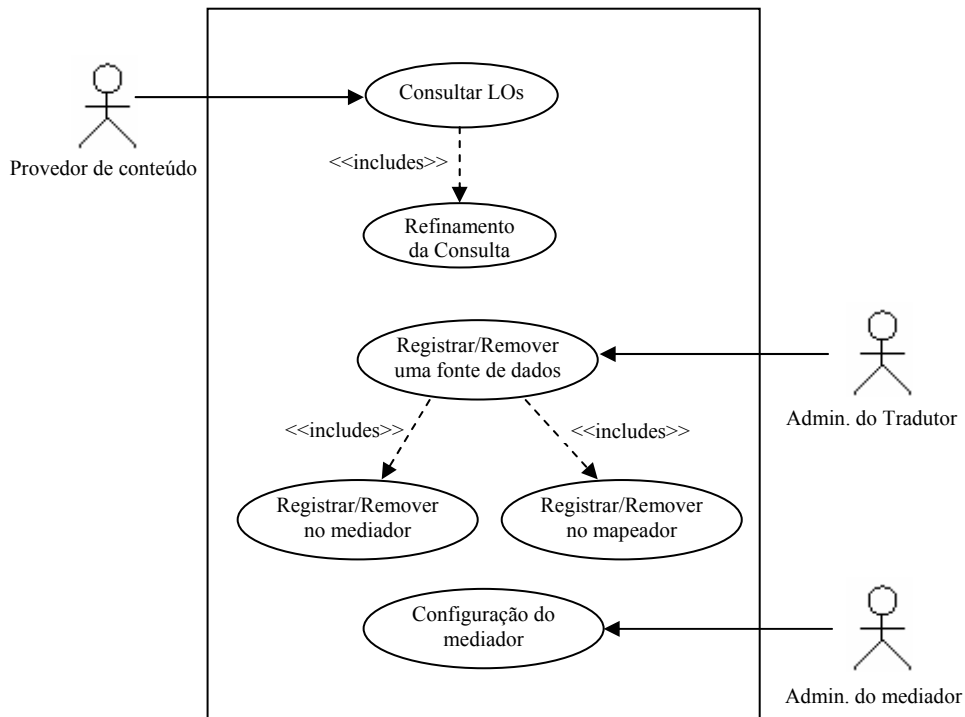 Consultar LOs
Provedor de conteúdo
<<includes>>
Refinamento
da Consulta
Registrar/Remover
uma fonte de dados
Admin. do Tradutor
<<includes>>
<<includes>>
Registrar/Remover
no mediador
Registrar/Remover
no mapeador
Configuração do
mediador
Admin. do mediador